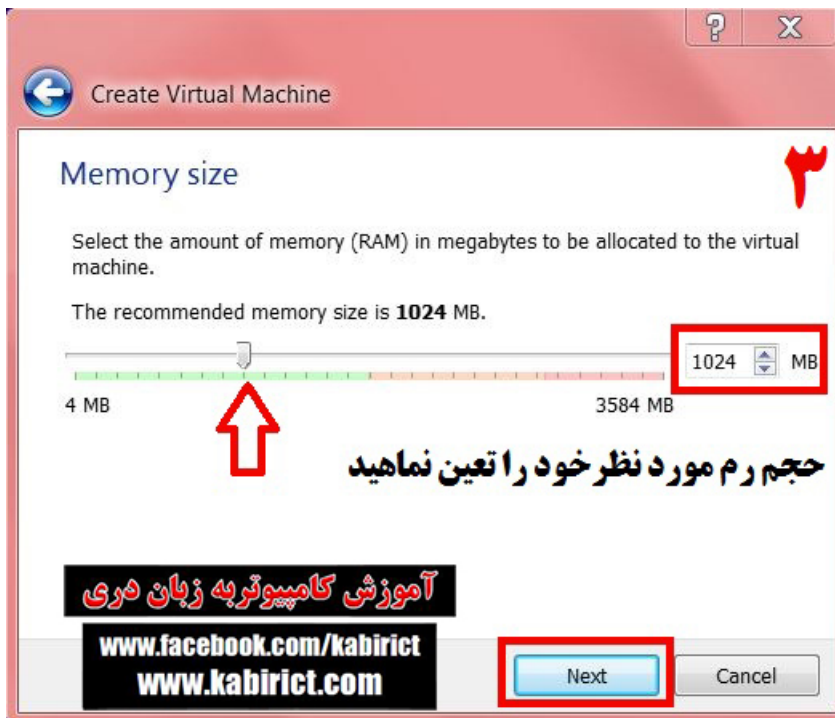 Create Virtual Machine
Memory size
۳
Select the amount of memory (RAM) in megabytes to be allocated to the virtual
machine.
The recommended memory size is 1024 MB.
1024 MB
4 MB
3584 MB
حجم رم مورد نظر خود را تعین نماهید
آموزش کامپیوتر به زبان دری
www.facebook.com/kabirict
www.kabirict.com
Next
Cancel